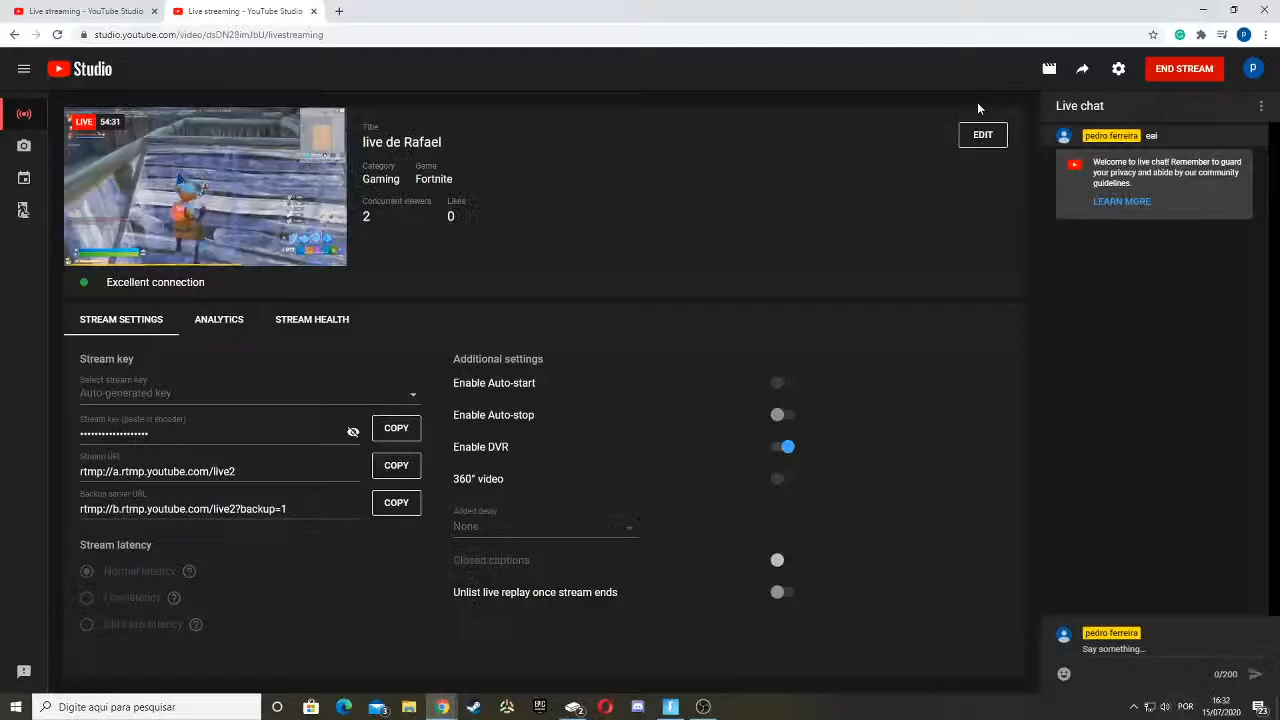 Live streaming - YouTube Studio
Live streaming - YouTube Studio
studio.youtube.com/video/dsDN28imJbU/livestreaming
P
Studio
END STREAM
P
LIVE 54:31
Title
live de Rafael
EDIT
Category Game
Gaming Fortnite
Concurrent viewers Likes
2 0
Excellent connection
STREAM SETTINGS ANALYTICS STREAM HEALTH
Stream key
Select stream key
Auto-generated key
Stream key (paste in encoder)
COPY
Stream URL
rtmp://a.rtmp.youtube.com/live2
COPY
Backup server URL
rtmp://b.rtmp.youtube.com/live2?backup=1
COPY
Stream latency
Normal latency
Low latency
Ultra low-latency
Additional settings
Enable Auto-start
Enable Auto-stop
Enable DVR
360° video
Added delay
None
Closed captions
Unlist live replay once stream ends
Live chat
pedro ferreira eai
Welcome to live chat! Remember to guard
your privacy and abide by our community
guidelines.
LEARN MORE
pedro ferreira
Say something...
0/200
Digite aqui para pesquisar
EPIC
POR
16:32
15/07/2020